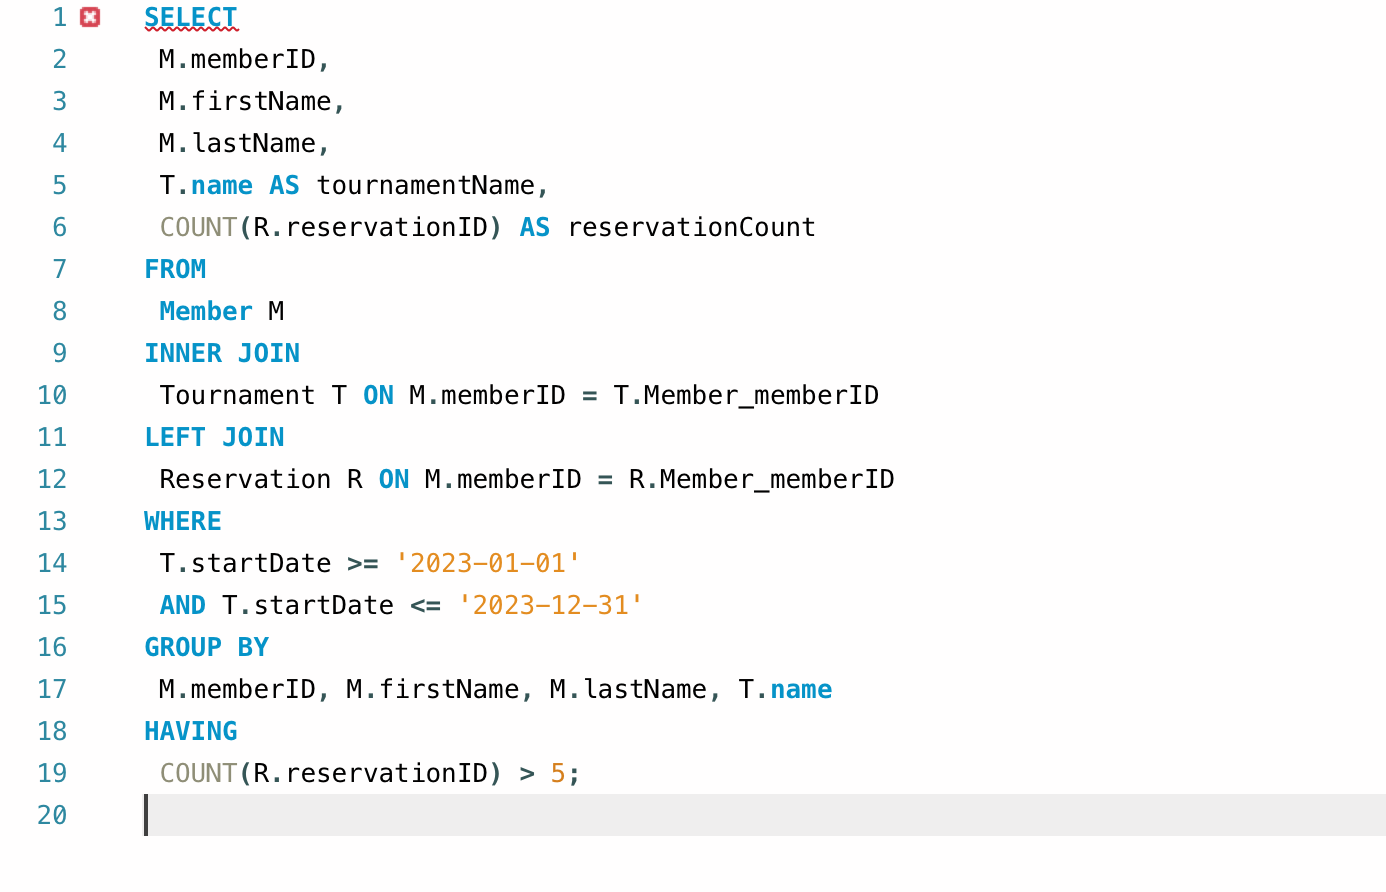 1 SELECT
2 M.memberID,
3 M.firstName,
4 M.lastName,
5 T.name AS tournamentName,
6 COUNT(R.reservationID) AS reservationCount
7 FROM
8 Member M
9 INNER JOIN
10 Tournament T ON M.memberID = T.Member_memberID
11 LEFT JOIN
12 Reservation R ON M.memberID = R.Member_memberID
13 WHERE
14 T.startDate >= '2023-01-01'
15 AND T.startDate <= '2023-12-31'
16 GROUP BY
17 M.memberID, M.firstName, M.lastName, T.name
18 HAVING
19 COUNT(R.reservationID) > 5;
20